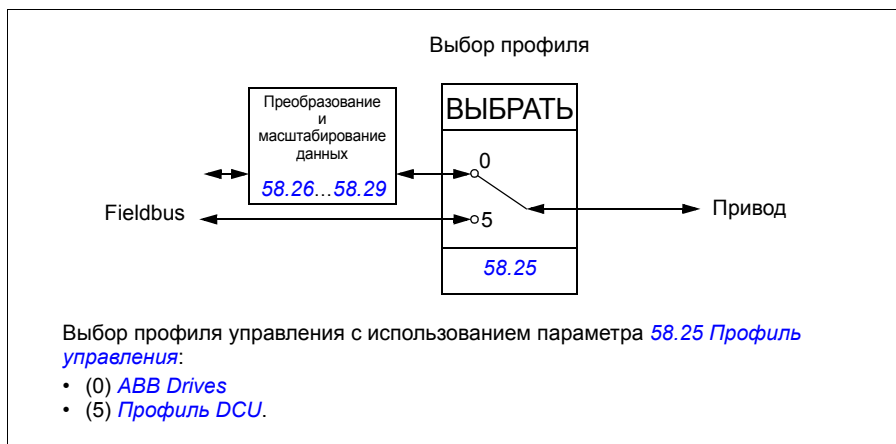 Выбор профиля
Преобразование
и
масштабирование
данных
58.26...58.29
ВЫБРАТЬ
0
5
58.25
Fieldbus
Привод
Выбор профиля управления с использованием параметра 58.25 Профиль
управления:
• (0) ABB Drives
• (5) Профиль DCU.